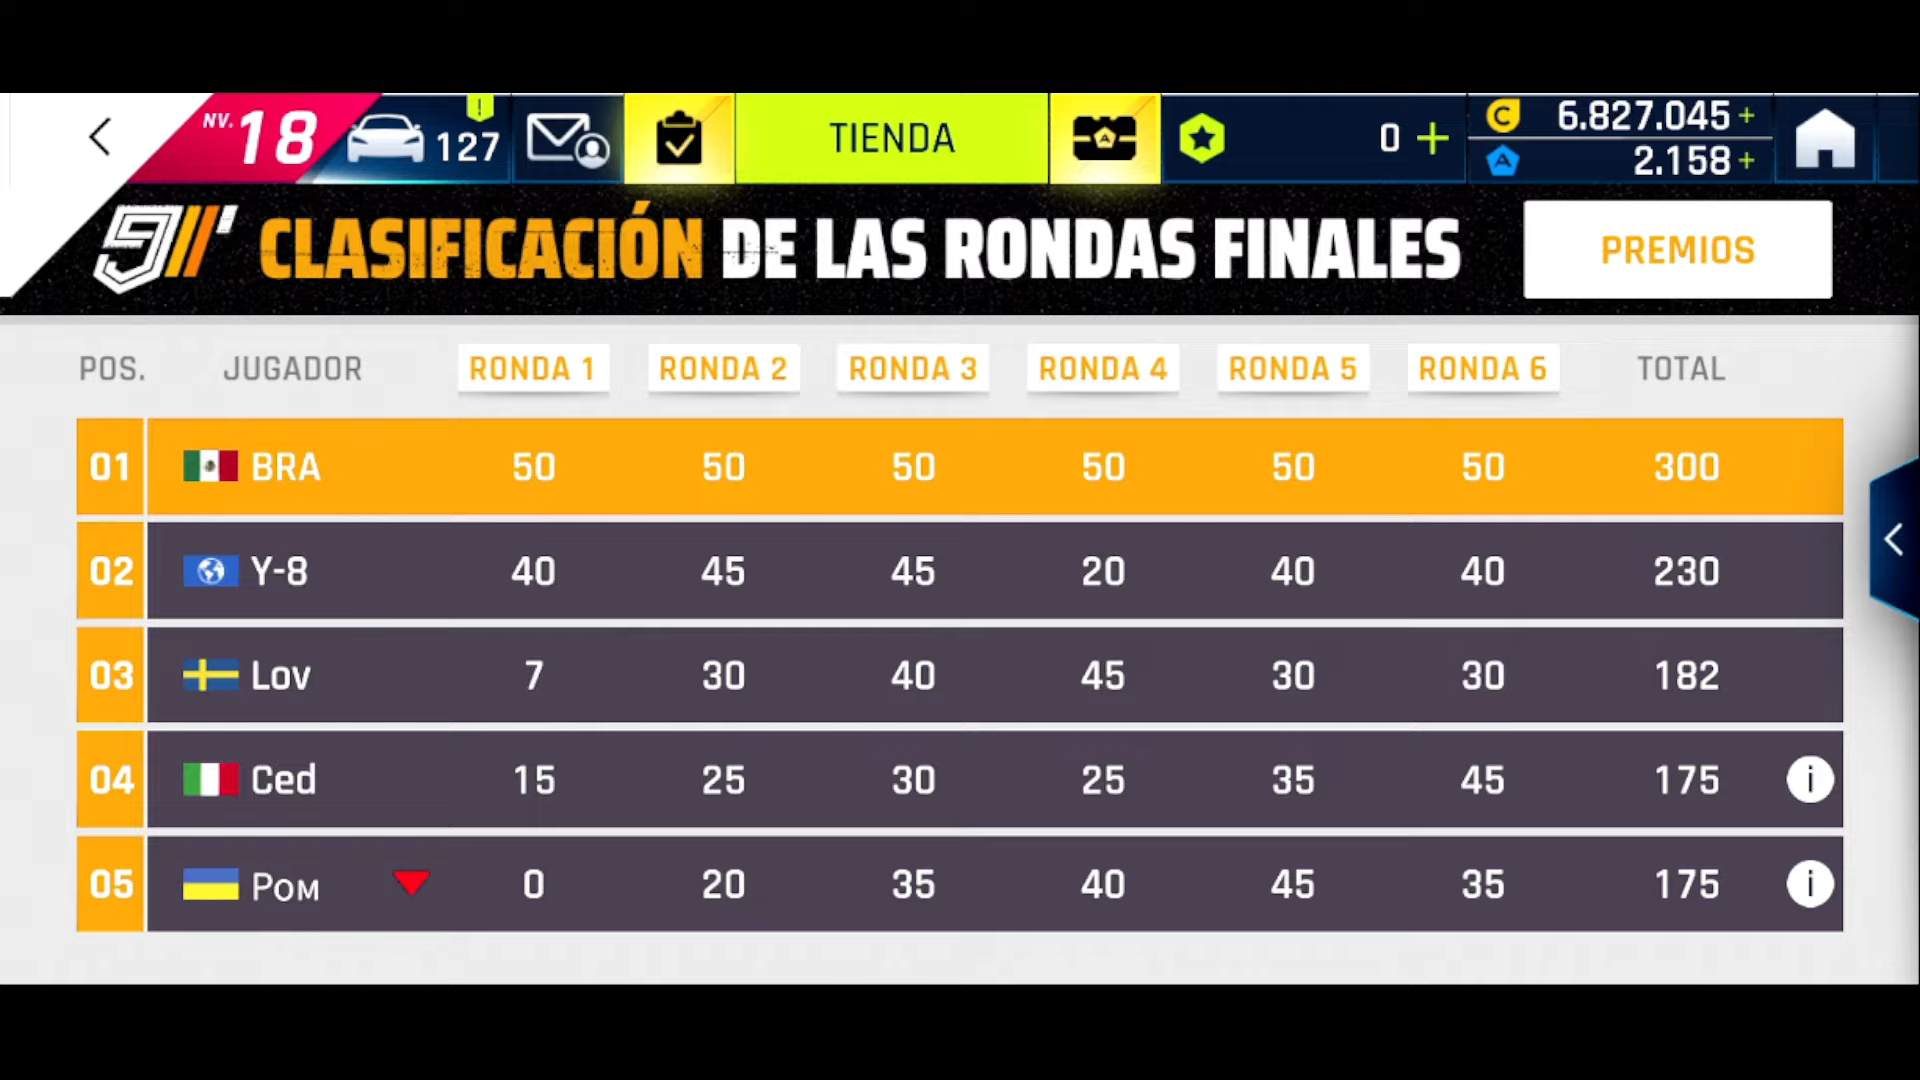 NV. 18 127 ! TIENDA 0 + 6.827.045 +
2.158 +
CLASIFICACIÓN DE LAS RONDAS FINALES PREMIOS
POS. JUGADOR RONDA 1 RONDA 2 RONDA 3 RONDA 4 RONDA 5 RONDA 6 TOTAL
01 BRA 50 50 50 50 50 50 300
02 Y-8 40 45 45 20 40 40 230
03 Lov 7 30 40 45 30 30 182
04 Ced 15 25 30 25 35 45 175 i
05 Ром 0 20 35 40 45 35 175 i